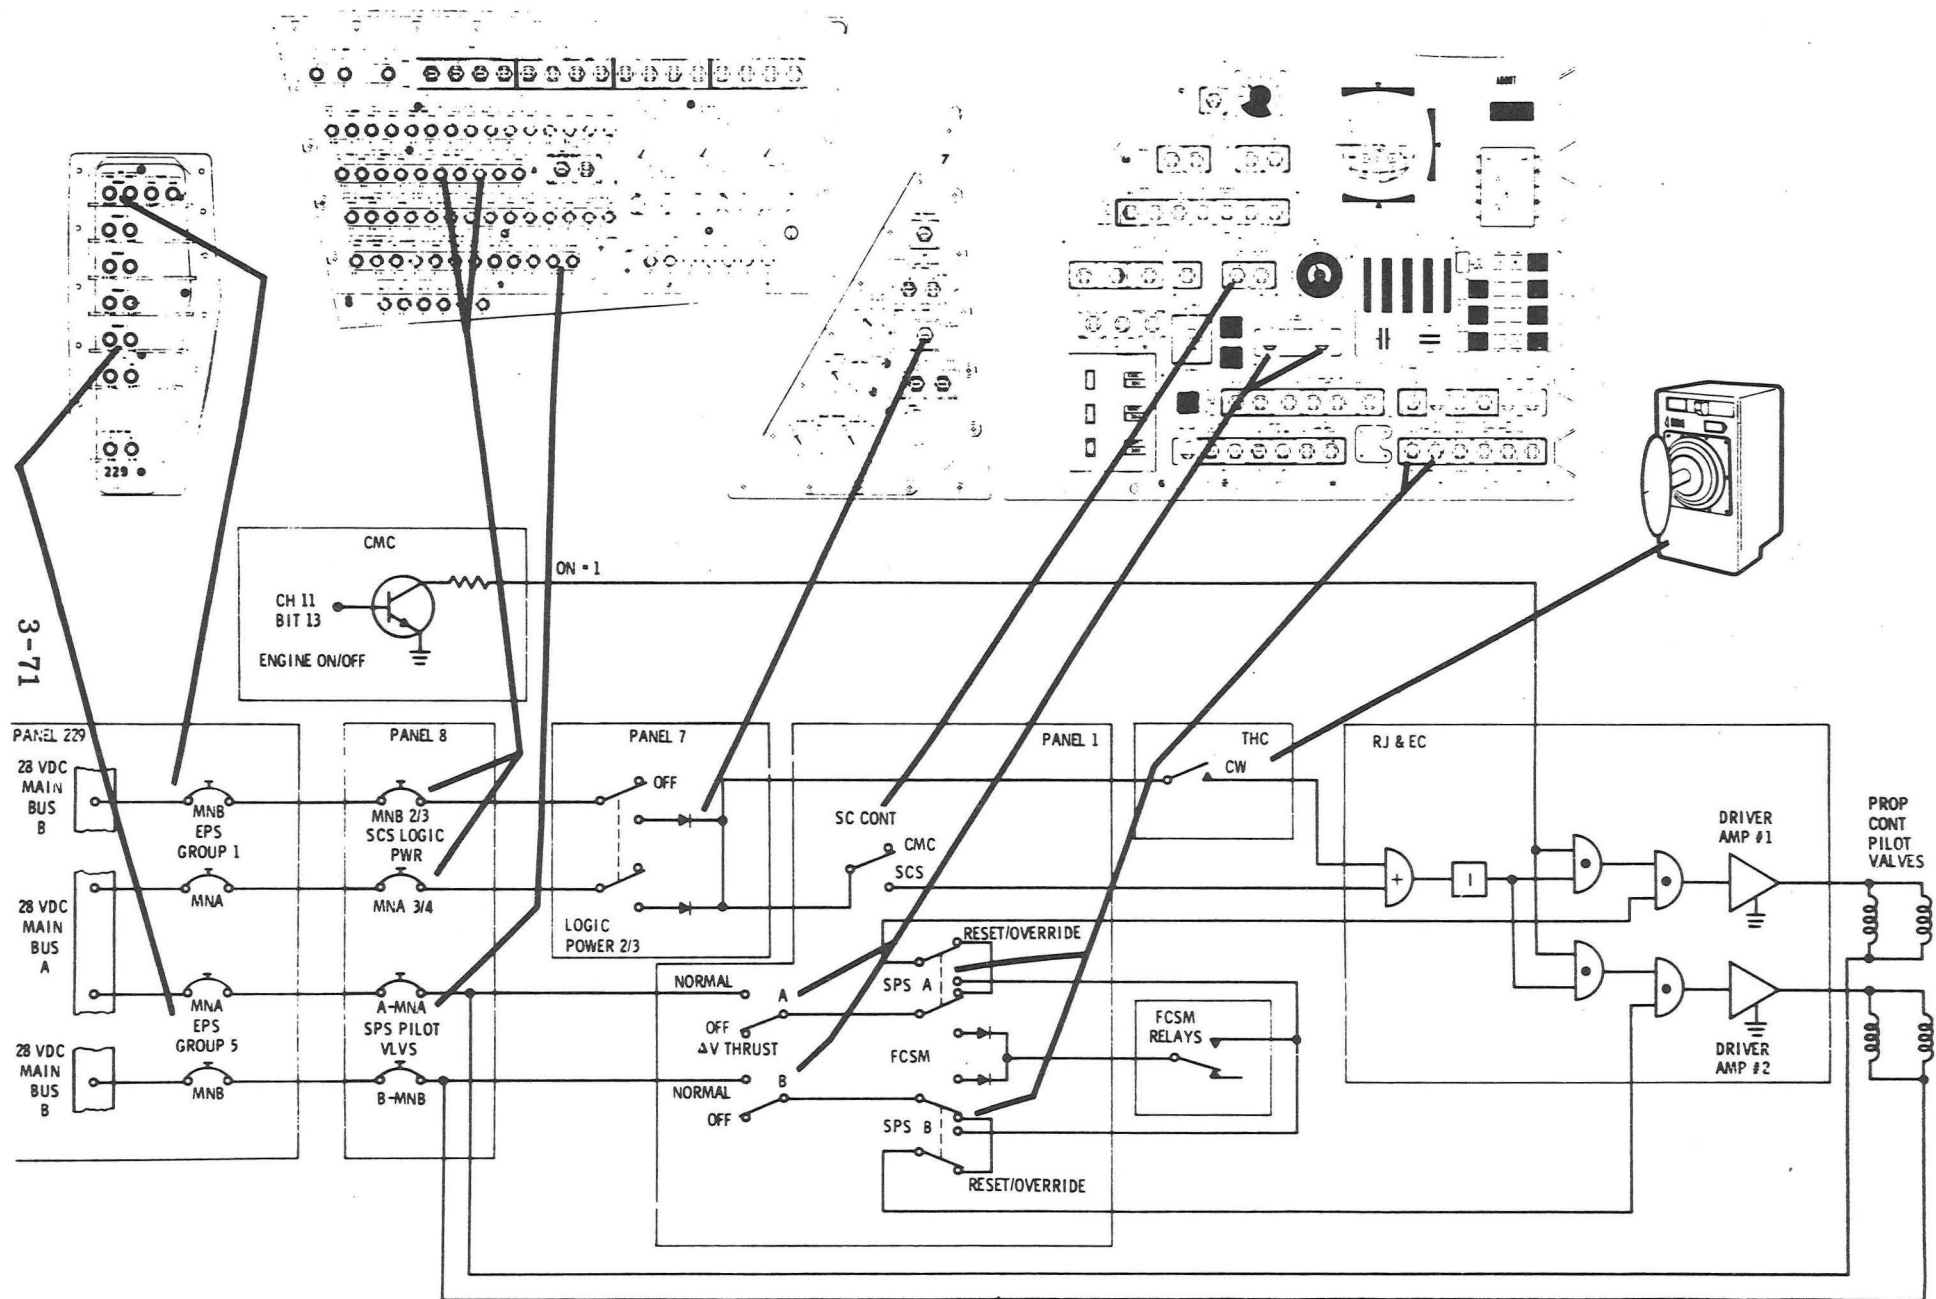 ABORT
7
229
3-71
CMC
CH 11
BIT 13
ENGINE ON/OFF
ON = 1
PANEL 229
28 VDC
MAIN
BUS
B
MNB
EPS
GROUP 1
28 VDC
MAIN
BUS
A
MNA
MNA
EPS
GROUP 5
28 VDC
MAIN
BUS
B
MNB
PANEL 8
MNB 2/3
SCS LOGIC
PWR
MNA 3/4
A-MNA
SPS PILOT
VLVS
B-MNB
PANEL 7
OFF
LOGIC
POWER 2/3
PANEL 1
SC CONT
CMC
SCS
RESET/OVERRIDE
NORMAL
A
SPS A
OFF
ΔV THRUST
FCSM
NORMAL
B
OFF
SPS B
RESET/OVERRIDE
THC
CW
FCSM
RELAYS
RJ & EC
+
DRIVER
AMP #1
DRIVER
AMP #2
PROP
CONT
PILOT
VALVES